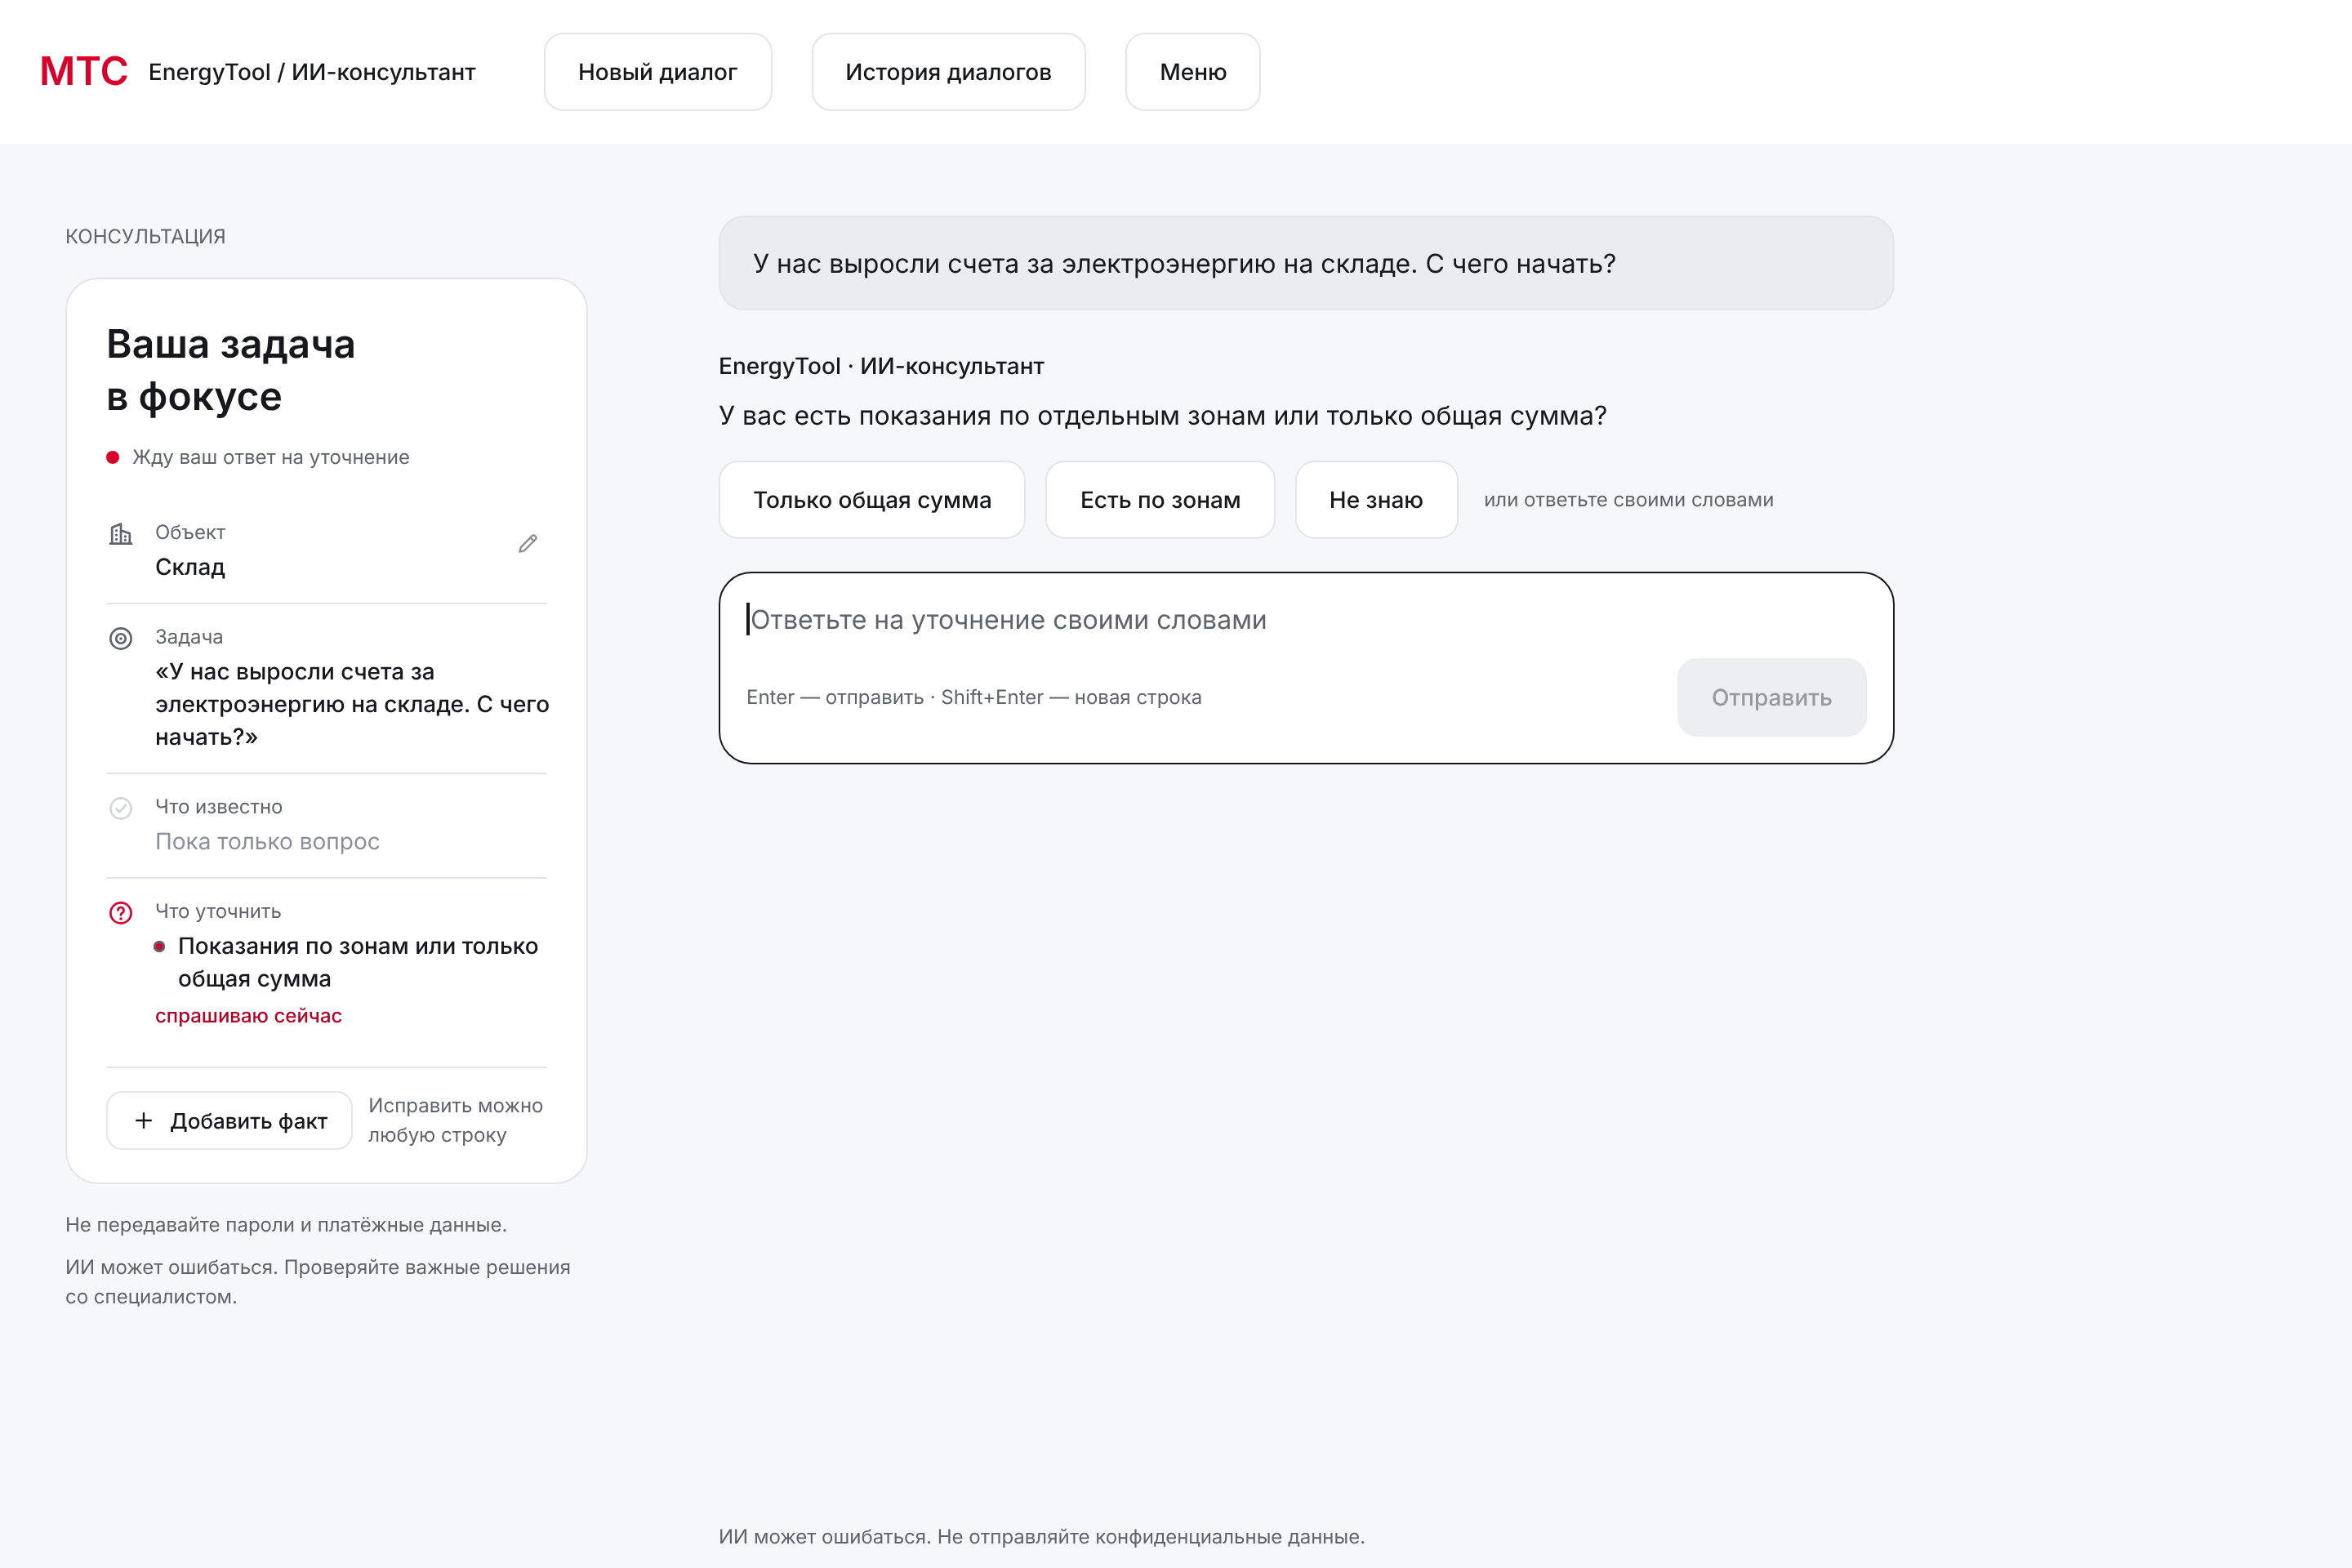 МТС
EnergyTool / ИИ-консультант
Новый диалог
История диалогов
Меню
КОНСУЛЬТАЦИЯ
Ваша задача
в фокусе
Жду ваш ответ на уточнение
Объект
Склад
Задача
«У нас выросли счета за
электроэнергию на складе. С чего
начать?»
Что известно
Пока только вопрос
Что уточнить
Показания по зонам или только
общая сумма
спрашиваю сейчас
Добавить факт
Исправить можно
любую строку
Не передавайте пароли и платёжные данные.
ИИ может ошибаться. Проверяйте важные решения
со специалистом.
У нас выросли счета за электроэнергию на складе. С чего начать?
EnergyTool · ИИ-консультант
У вас есть показания по отдельным зонам или только общая сумма?
Только общая сумма
Есть по зонам
Не знаю
или ответьте своими словами
Ответьте на уточнение своими словами
Enter — отправить · Shift+Enter — новая строка
Отправить
ИИ может ошибаться. Не отправляйте конфиденциальные данные.